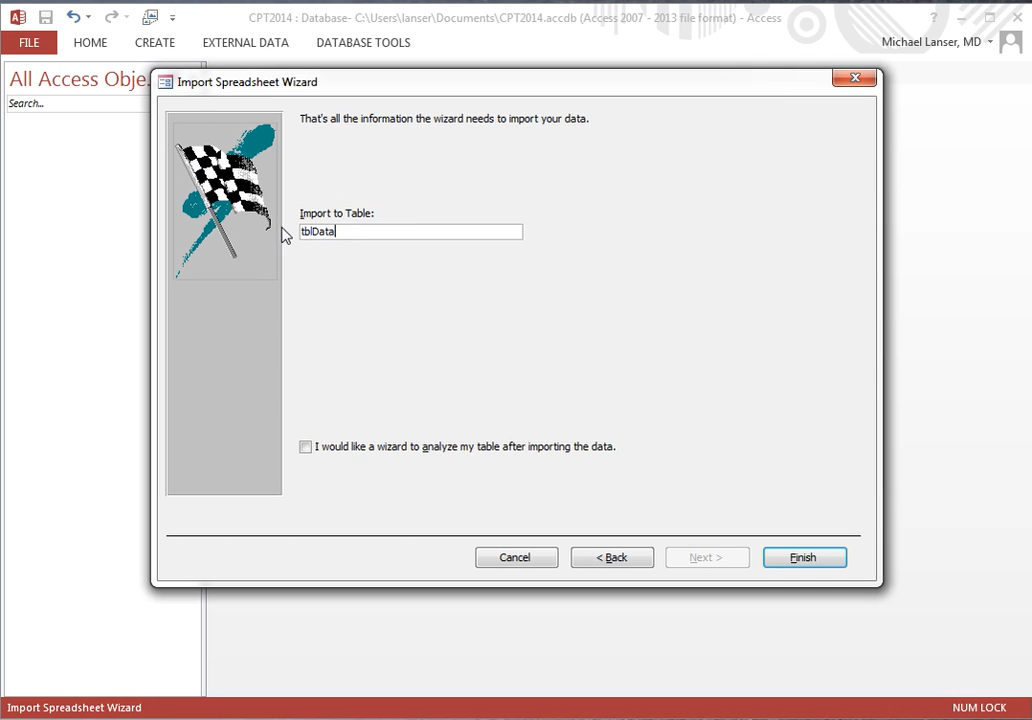 CPT2014 : Database- C:\Users\lanser\Documents\CPT2014.accdb (Access 2007 - 2013 file format) - Access
?
FILE HOME CREATE EXTERNAL DATA DATABASE TOOLS Michael Lanser, MD
All Access Obje...
Search...
Import Spreadsheet Wizard
That's all the information the wizard needs to import your data.
Import to Table:
tblData
I would like a wizard to analyze my table after importing the data.
Cancel < Back Next > Finish
Import Spreadsheet Wizard NUM LOCK